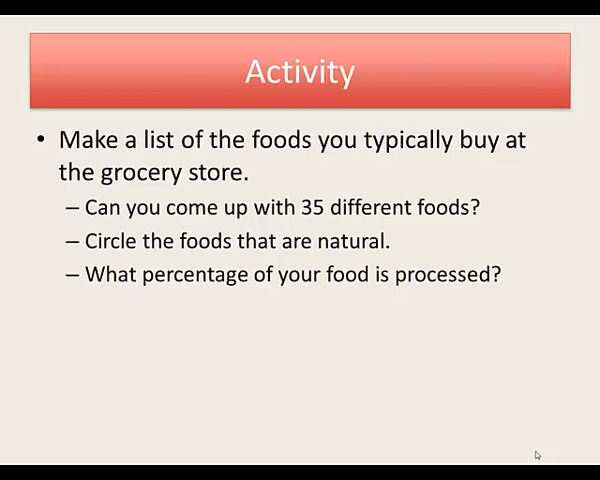 Activity
• Make a list of the foods you typically buy at
the grocery store.
– Can you come up with 35 different foods?
– Circle the foods that are natural.
– What percentage of your food is processed?